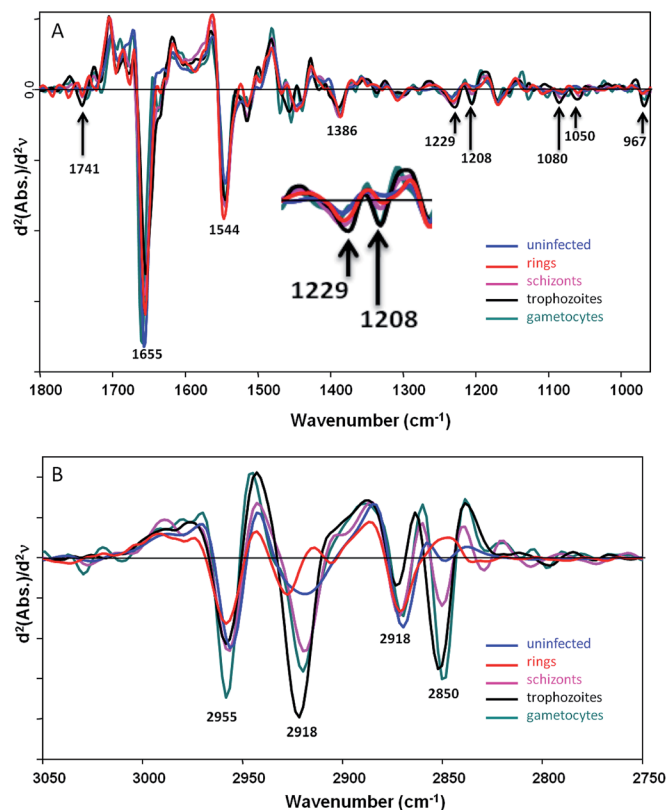 A
0.0
d²(Abs.)/d²ν
1741
1655
1544
1386
1229
1208
1080
1050
967
1229
1208
uninfected
rings
schizonts
trophozoites
gametocytes
1800 1700 1600 1500 1400 1300 1200 1100 1000
Wavenumber (cm⁻¹)
B
d²(Abs.)/d²ν
2955
2918
2918
2850
uninfected
rings
schizonts
trophozoites
gametocytes
3050 3000 2950 2900 2850 2800 2750
Wavenumber (cm⁻¹)